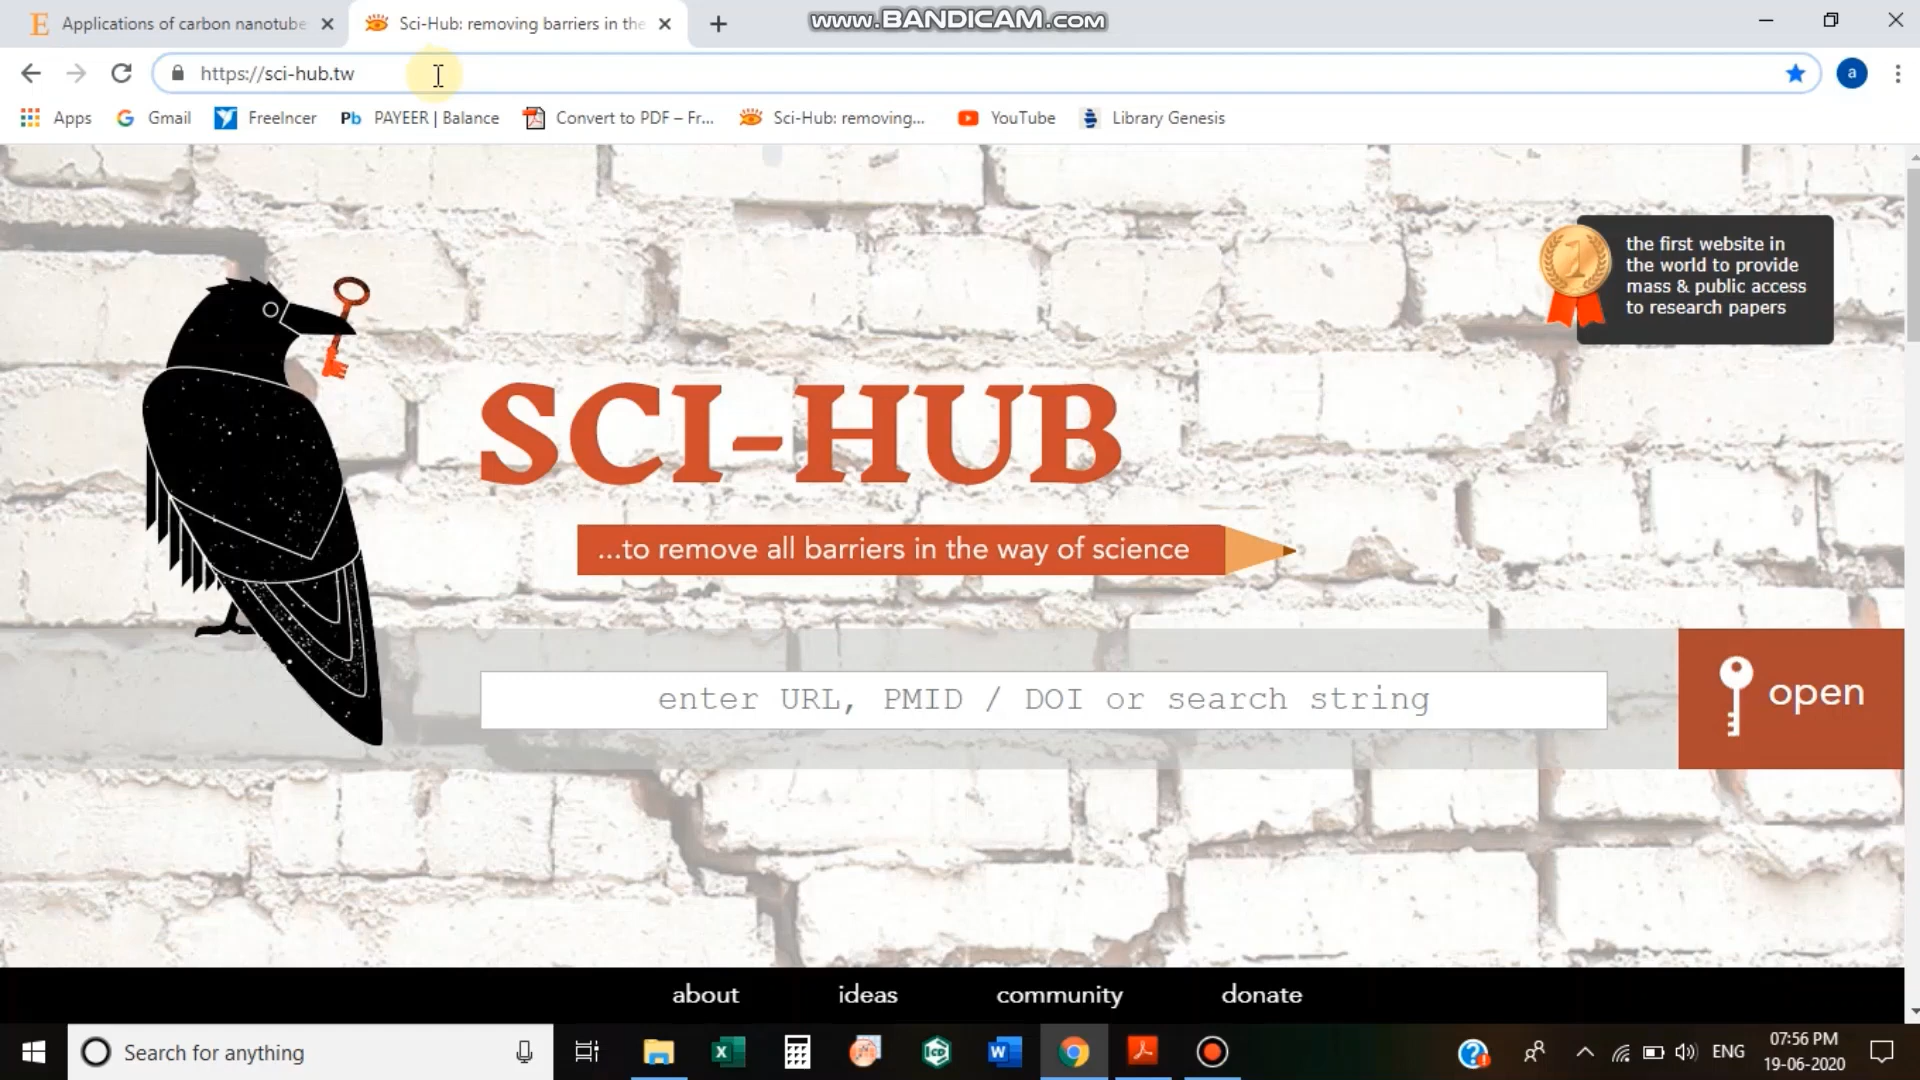 Applications of carbon nanotube
Sci-Hub: removing barriers in the
www.BANDICAM.com
https://sci-hub.tw
a
Apps
Gmail
Freelncer
Pb PAYEER | Balance
Convert to PDF – Fr...
Sci-Hub: removing...
YouTube
Library Genesis
1
the first website in
the world to provide
mass & public access
to research papers
SCI-HUB
...to remove all barriers in the way of science
enter URL, PMID / DOI or search string
open
about ideas community donate
Search for anything
ENG
07:56 PM
19-06-2020